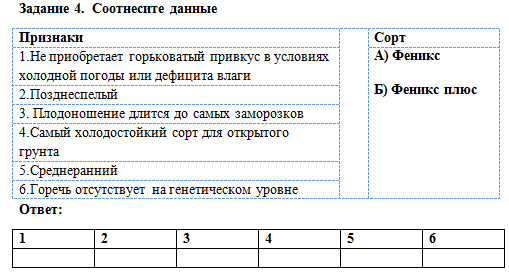 Задание 4. Соотнесите данные
Признаки
Сорт
1.Не приобретает горьковатый привкус в условиях
холодной погоды или дефицита влаги
2.Позднеспелый
3. Плодоношение длится до самых заморозков
4.Самый холодостойкий сорт для открытого
грунта
5.Среднеранний
6.Горечь отсутствует на генетическом уровне
А) Феникс
Б) Феникс плюс
Ответ:
1 2 3 4 5 6